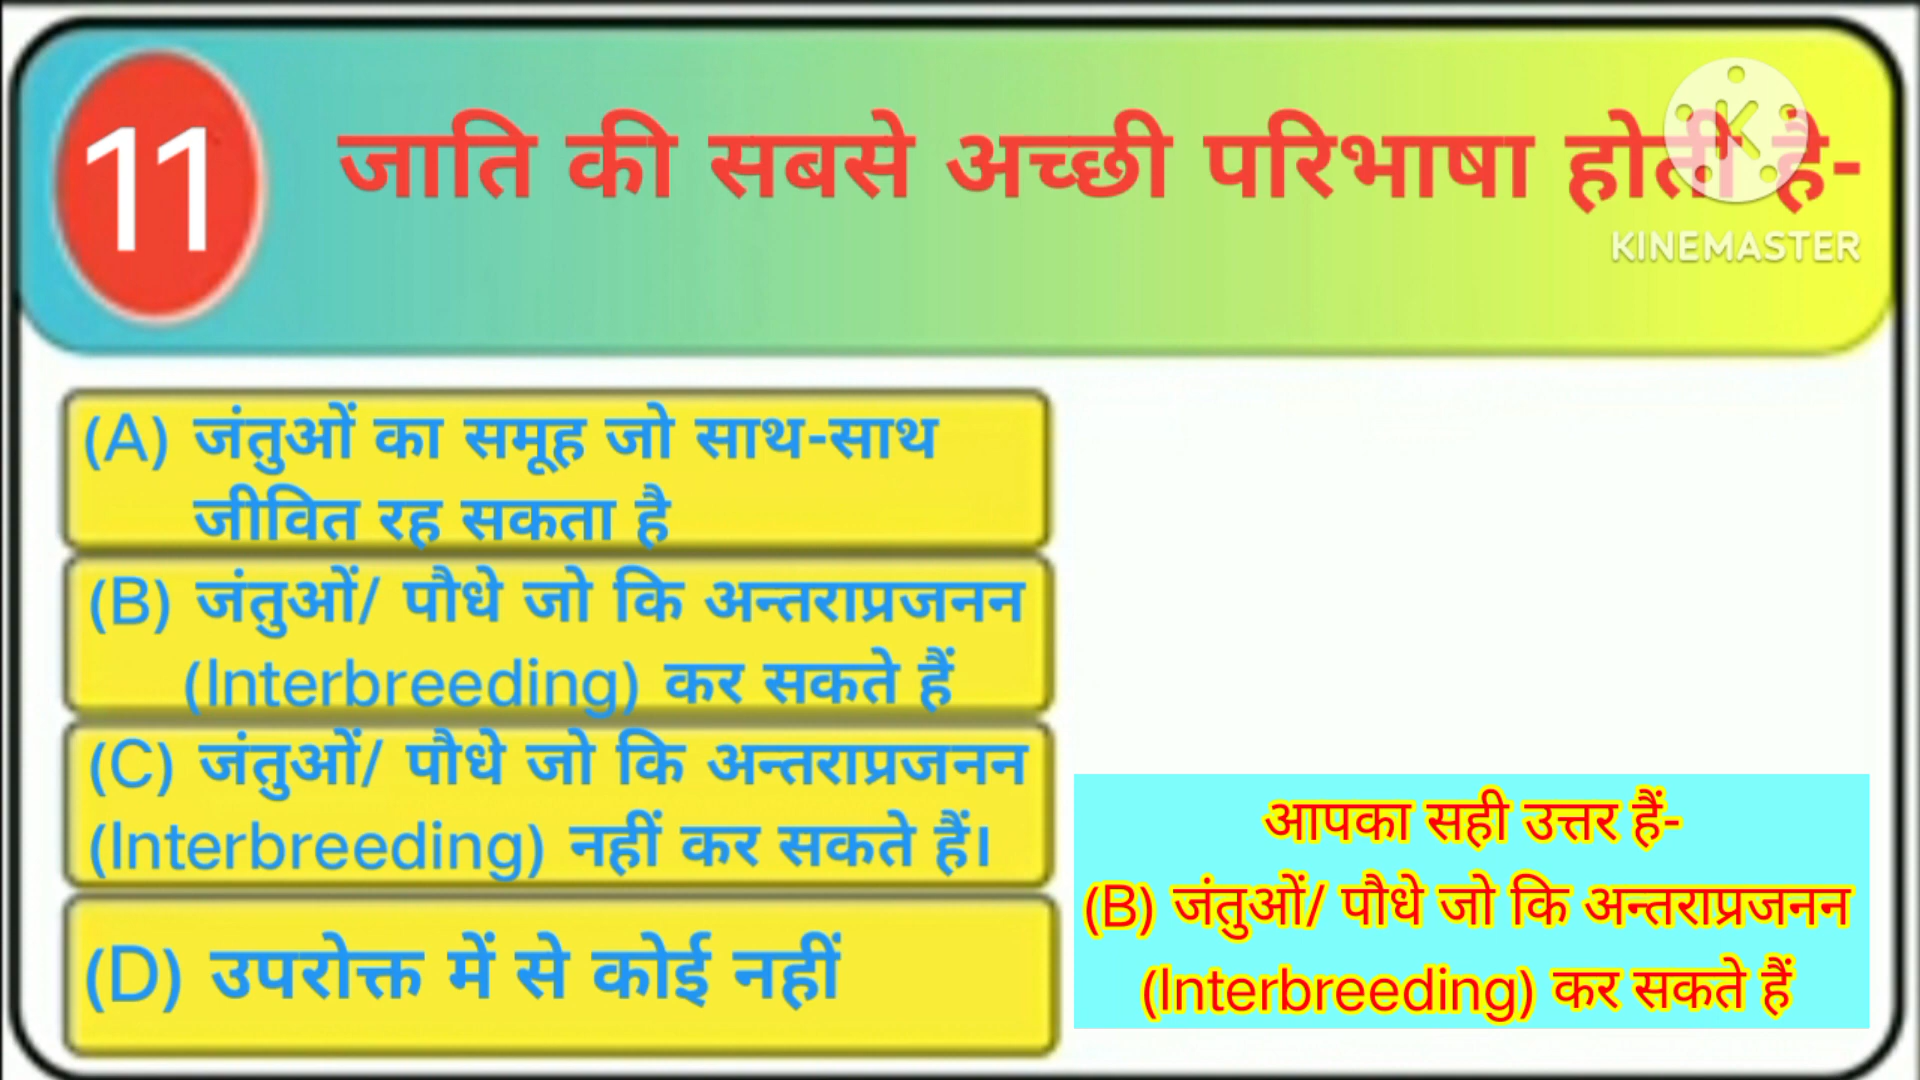 11
जाति की सबसे अच्छी परिभाषा होती है-
KINEMASTER
(A) जंतुओं का समूह जो साथ-साथ
जीवित रह सकता है
(B) जंतुओं/ पौधे जो कि अन्तराप्रजनन
(Interbreeding) कर सकते हैं
(C) जंतुओं/ पौधे जो कि अन्तराप्रजनन
(Interbreeding) नहीं कर सकते हैं।
(D) उपरोक्त में से कोई नहीं
आपका सही उत्तर हैं-
(B) जंतुओं/ पौधे जो कि अन्तराप्रजनन
(Interbreeding) कर सकते हैं